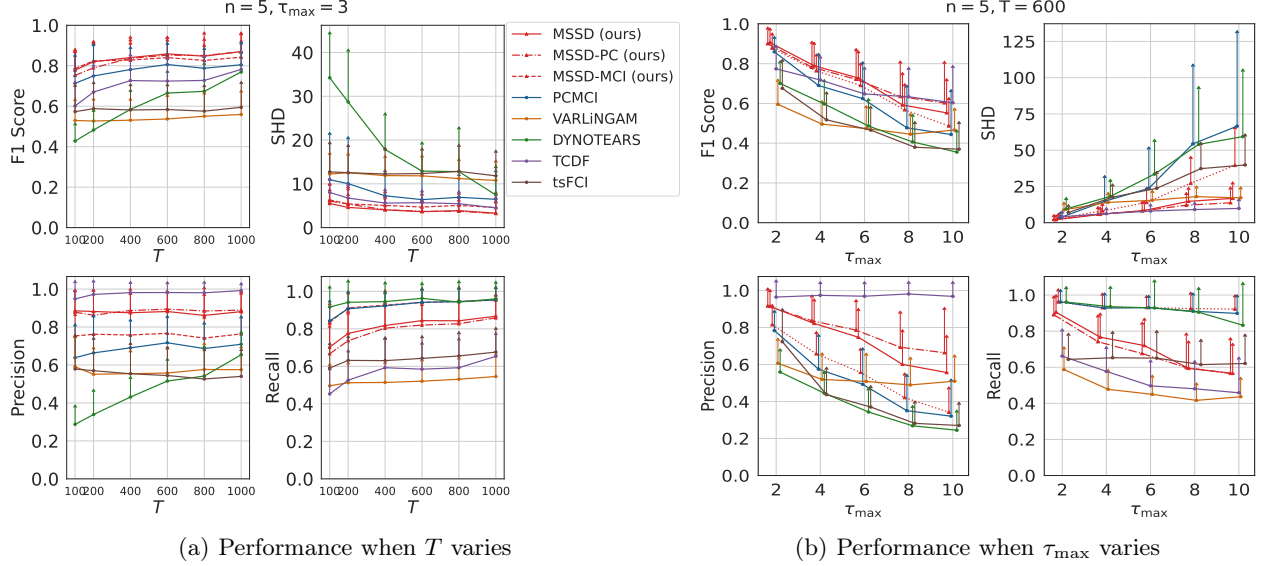 n = 5, τmax = 3
F1 Score
1.0
0.8
0.6
0.4
0.2
0.0
100 200 400 600 800 1000
T
SHD
40
30
20
10
0
100 200 400 600 800 1000
T
MSSD (ours)
MSSD-PC (ours)
MSSD-MCI (ours)
PCMCI
VARLiNGAM
DYNOTEARS
TCDF
tsFCI
Precision
1.0
0.8
0.6
0.4
0.2
0.0
100 200 400 600 800 1000
T
Recall
1.0
0.8
0.6
0.4
0.2
0.0
100 200 400 600 800 1000
T
(a) Performance when T varies
n = 5, T = 600
F1 Score
1.0
0.8
0.6
0.4
0.2
0.0
2 4 6 8 10
τmax
SHD
125
100
75
50
25
0
2 4 6 8 10
τmax
Precision
1.0
0.8
0.6
0.4
0.2
0.0
2 4 6 8 10
τmax
Recall
1.0
0.8
0.6
0.4
0.2
0.0
2 4 6 8 10
τmax
(b) Performance when τmax varies